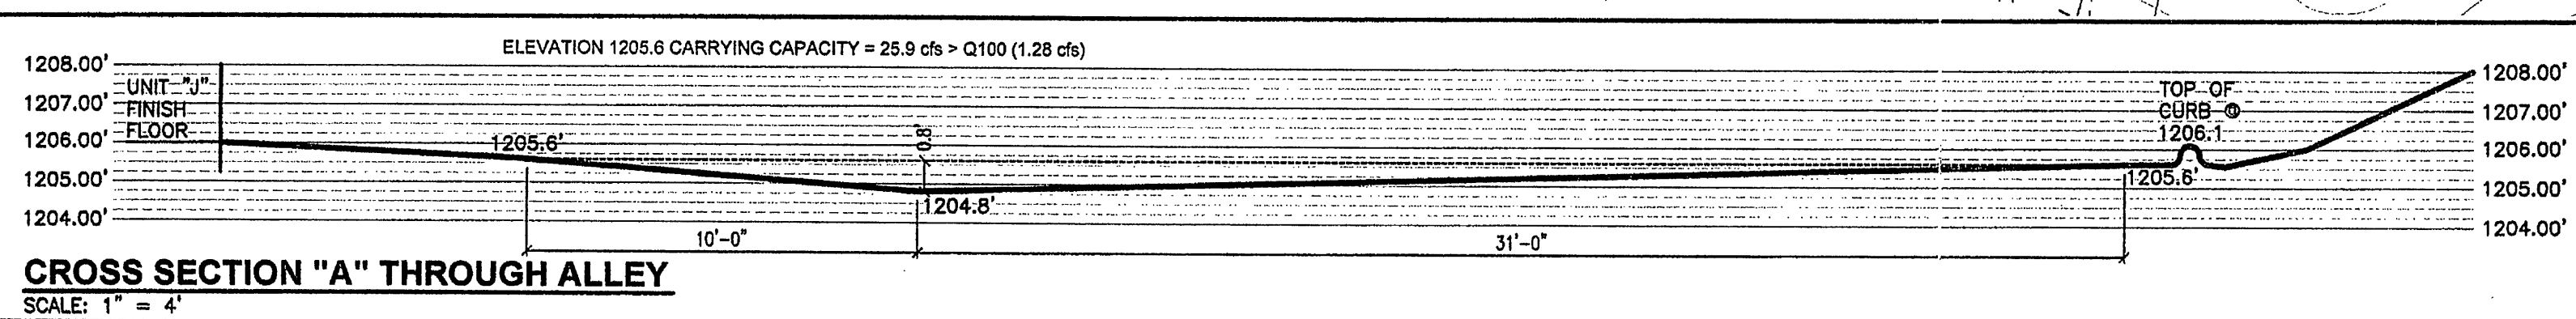 ELEVATION 1205.6 CARRYING CAPACITY = 25.9 cfs > Q100 (1.28 cfs)
1208.00'
1207.00'
1206.00'
1205.00'
1204.00'
UNIT "J"
FINISH
FLOOR
1205.6'
0.8'
1204.8'
10'-0"
31'-0"
TOP OF
CURB @
1206.1
1205.6'
1208.00'
1207.00'
1206.00'
1205.00'
1204.00'
CROSS SECTION "A" THROUGH ALLEY
SCALE: 1" = 4'